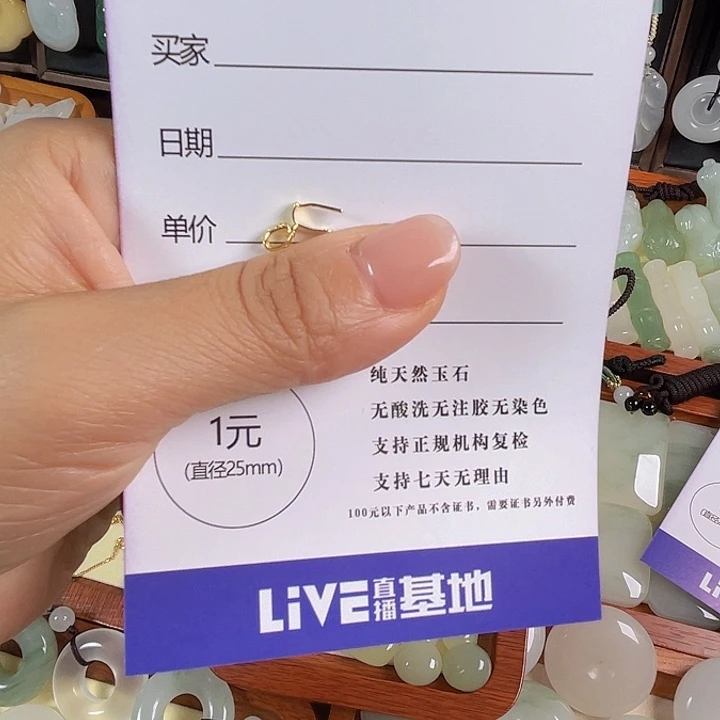 买家
日期
单价
1元
(直径25mm)
纯天然玉石
无酸洗无注胶无染色
支持正规机构复检
支持七天无理由
100元以下产品不含证书，需要证书另外付费
LiVE直播基地